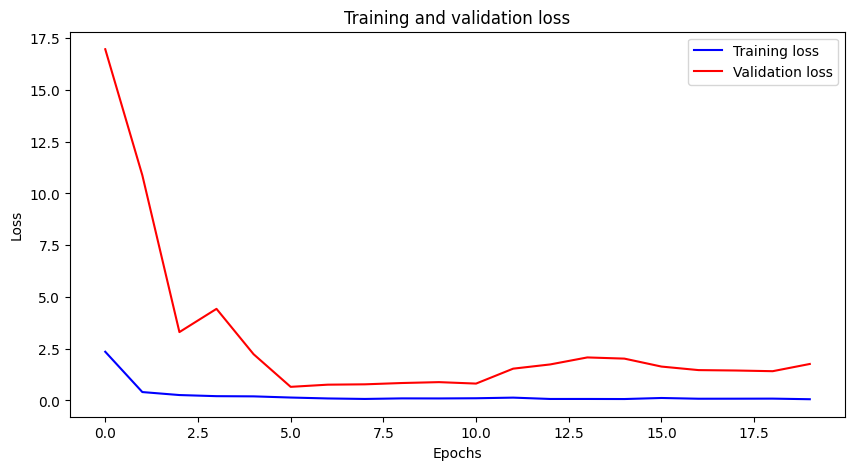 Training and validation loss
17.5
15.0
12.5
10.0
7.5
5.0
2.5
0.0
Loss
Training loss
Validation loss
0.0 2.5 5.0 7.5 10.0 12.5 15.0 17.5
Epochs